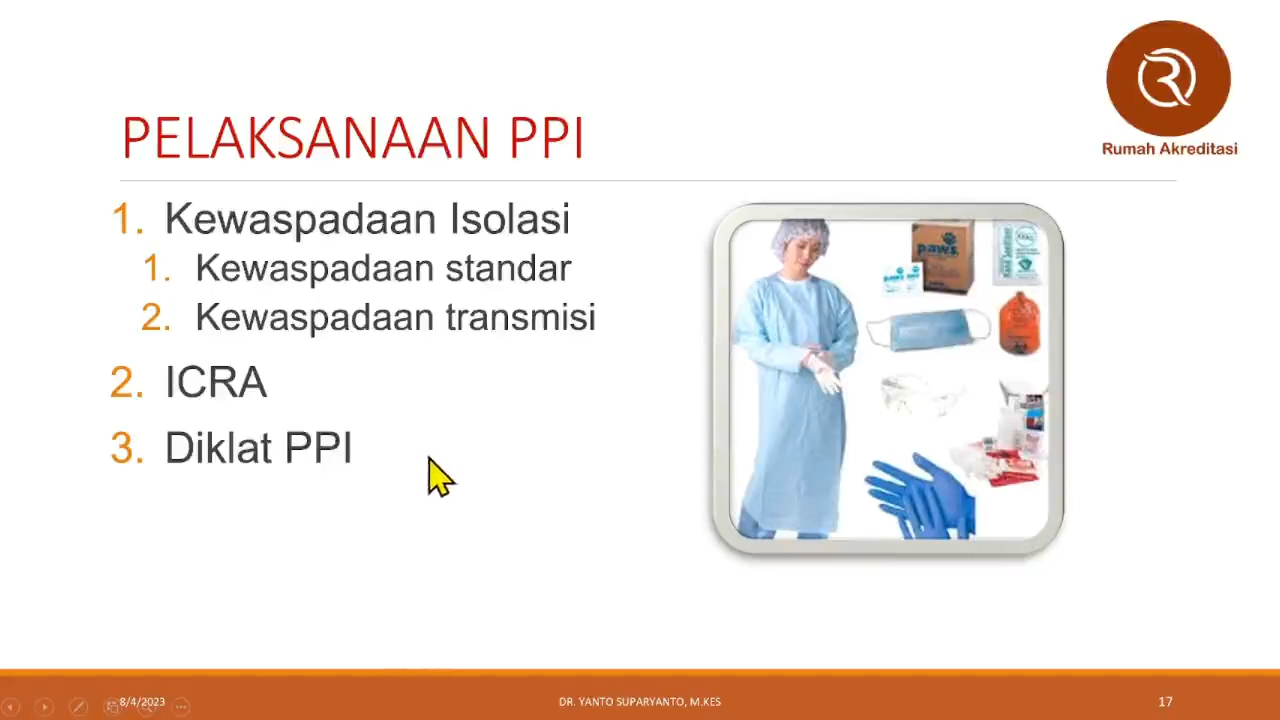 Rumah Akreditasi
PELAKSANAAN PPI
1. Kewaspadaan Isolasi
1. Kewaspadaan standar
2. Kewaspadaan transmisi
2. ICRA
3. Diklat PPI
paws
8/4/2023
DR. YANTO SUPARYANTO, M.KES
17